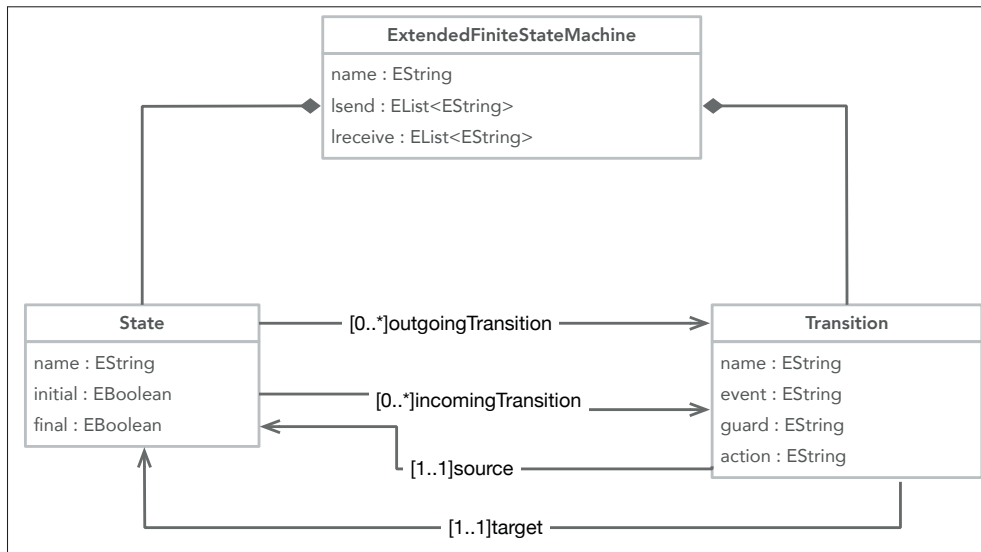 ExtendedFiniteStateMachine
name : EString
lsend : EList<EString>
lreceive : EList<EString>
State
name : EString
initial : EBoolean
final : EBoolean
[0..*]outgoingTransition
[0..*]incomingTransition
[1..1]source
[1..1]target
Transition
name : EString
event : EString
guard : EString
action : EString